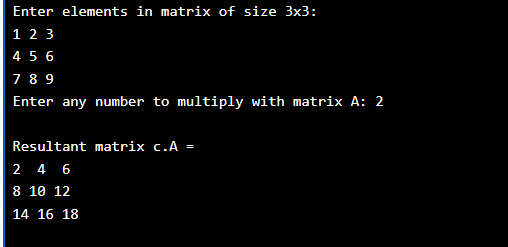 Enter elements in matrix of size 3x3:
1 2 3
4 5 6
7 8 9
Enter any number to multiply with matrix A: 2
Resultant matrix c.A =
2  4  6
8 10 12
14 16 18